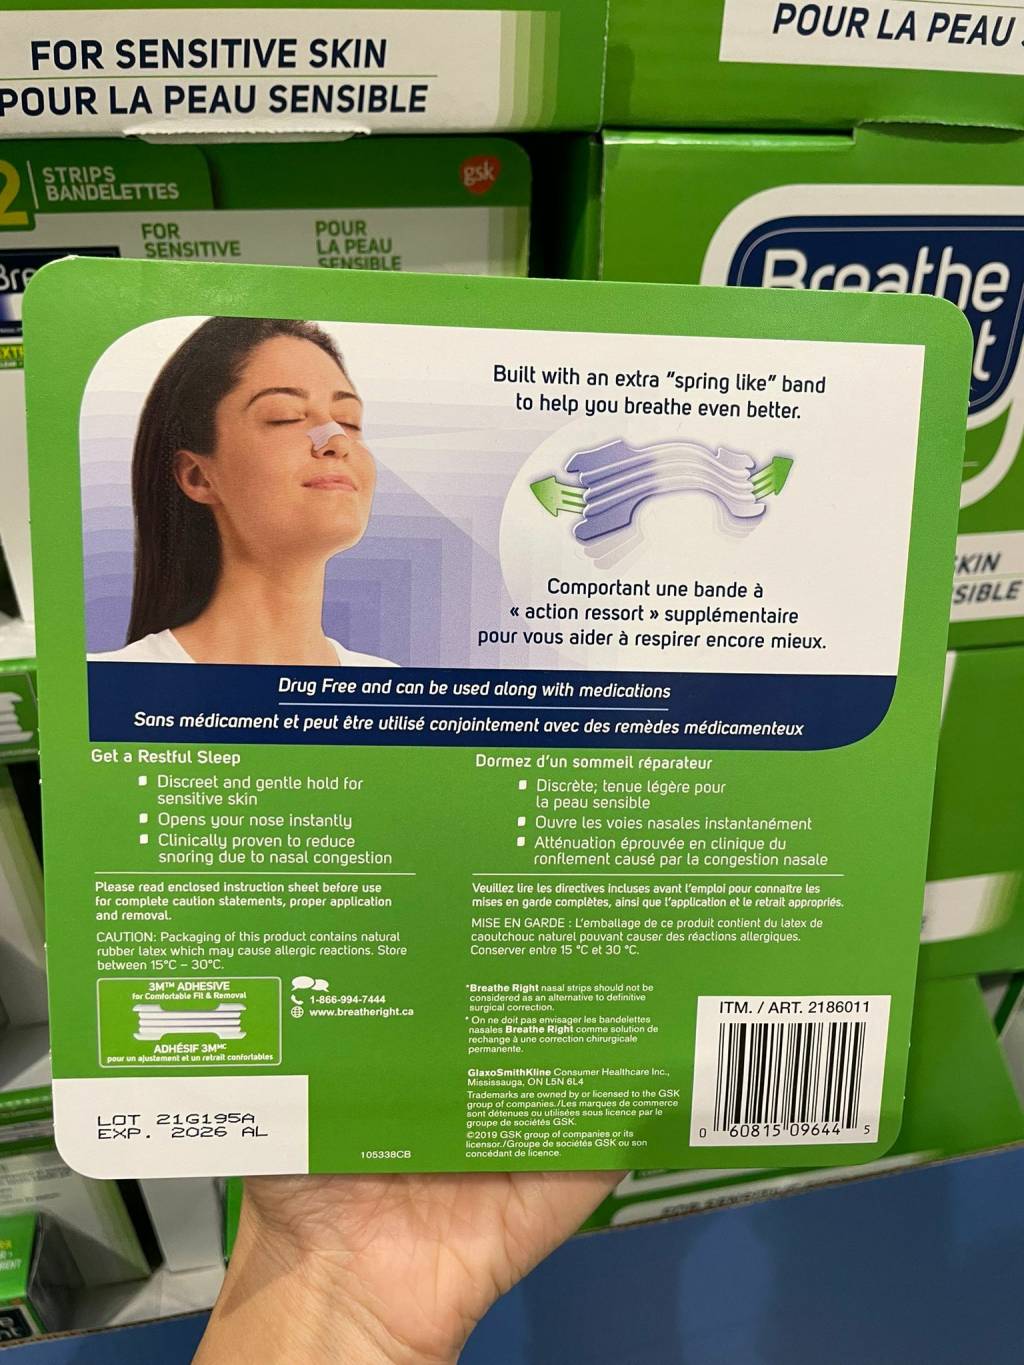 FOR SENSITIVE SKIN
POUR LA PEAU SENSIBLE
POUR LA PEAU
2
STRIPS
BANDELETTES
gsk
FOR
SENSITIVE
POUR
LA PEAU
SENSIBLE
Bre
Breathe
Built with an extra "spring like" band
to help you breathe even better.
Comportant une bande à
« action ressort » supplémentaire
pour vous aider à respirer encore mieux.
KIN
SIBLE
Drug Free and can be used along with medications
Sans médicament et peut être utilisé conjointement avec des remèdes médicamenteux
Get a Restful Sleep
Discreet and gentle hold for
sensitive skin
Opens your nose instantly
Clinically proven to reduce
snoring due to nasal congestion
Please read enclosed instruction sheet before use
for complete caution statements, proper application
and removal.
CAUTION: Packaging of this product contains natural
rubber latex which may cause allergic reactions. Store
between 15°C – 30°C.
3M™ ADHESIVE
for Comfortable Fit & Removal
ADHÉSIF 3Mᴹᶜ
pour un ajustement et un retrait confortables
1-866-994-7444
www.breatheright.ca
LOT 21G195A
EXP. 2026 AL
105338CB
Dormez d'un sommeil réparateur
Discrète; tenue légère pour
la peau sensible
Ouvre les voies nasales instantanément
Atténuation éprouvée en clinique du
ronflement causé par la congestion nasale
Veuillez lire les directives incluses avant l'emploi pour connaître les
mises en garde complètes, ainsi que l'application et le retrait appropriés.
MISE EN GARDE : L'emballage de ce produit contient du latex de
caoutchouc naturel pouvant causer des réactions allergiques.
Conserver entre 15 °C et 30 °C.
*Breathe Right nasal strips should not be
considered as an alternative to definitive
surgical correction.
* On ne doit pas envisager les bandelettes
nasales Breathe Right comme solution de
rechange à une correction chirurgicale
permanente.
GlaxoSmithKline Consumer Healthcare Inc.,
Mississauga, ON L5N 6L4
Trademarks are owned by or licensed to the GSK
group of companies./Les marques de commerce
sont détenues ou utilisées sous licence par le
groupe de sociétés GSK.
©2019 GSK group of companies or its
licensor./Groupe de sociétés GSK ou son
concédant de licence.
ITM. / ART. 2186011
0 60815 09644 5